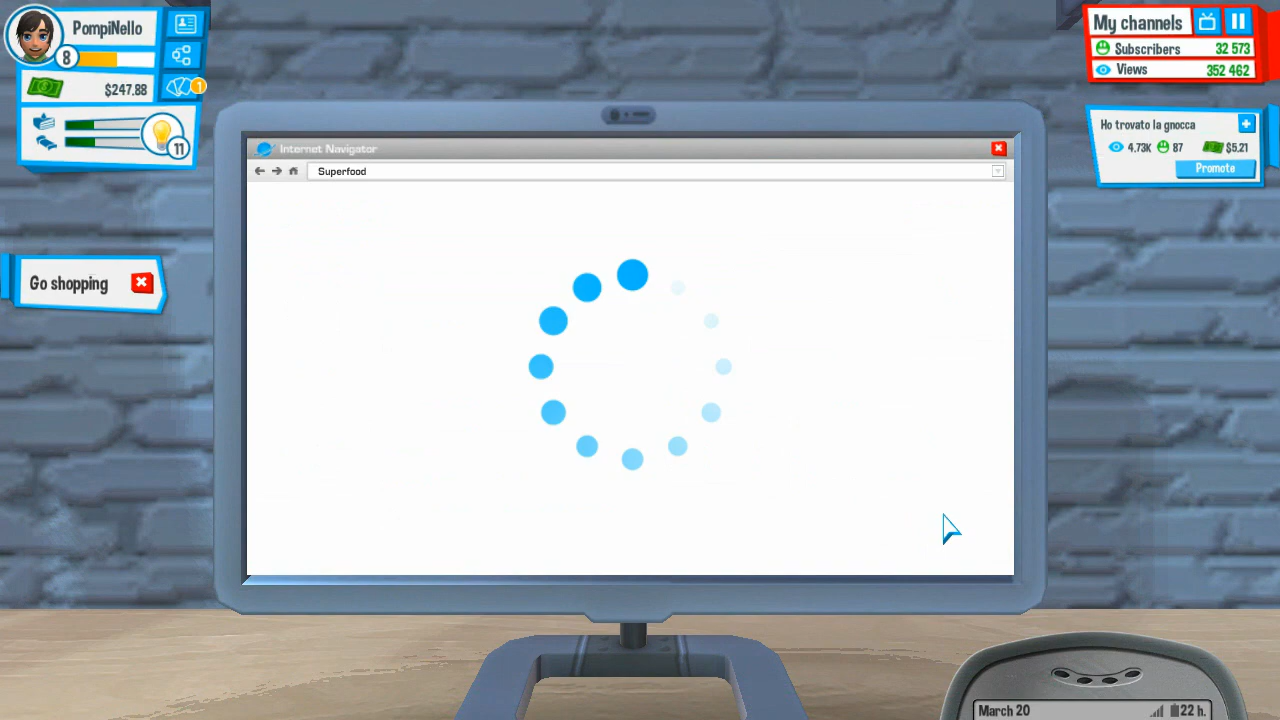 PompiNello
8
$247.88
1
11
Go shopping
Internet Navigator
Superfood
My channels
Subscribers 32 573
Views 352 462
Ho trovato la gnocca
4.73K 87 $5.21
Promote
March 20 22 h.